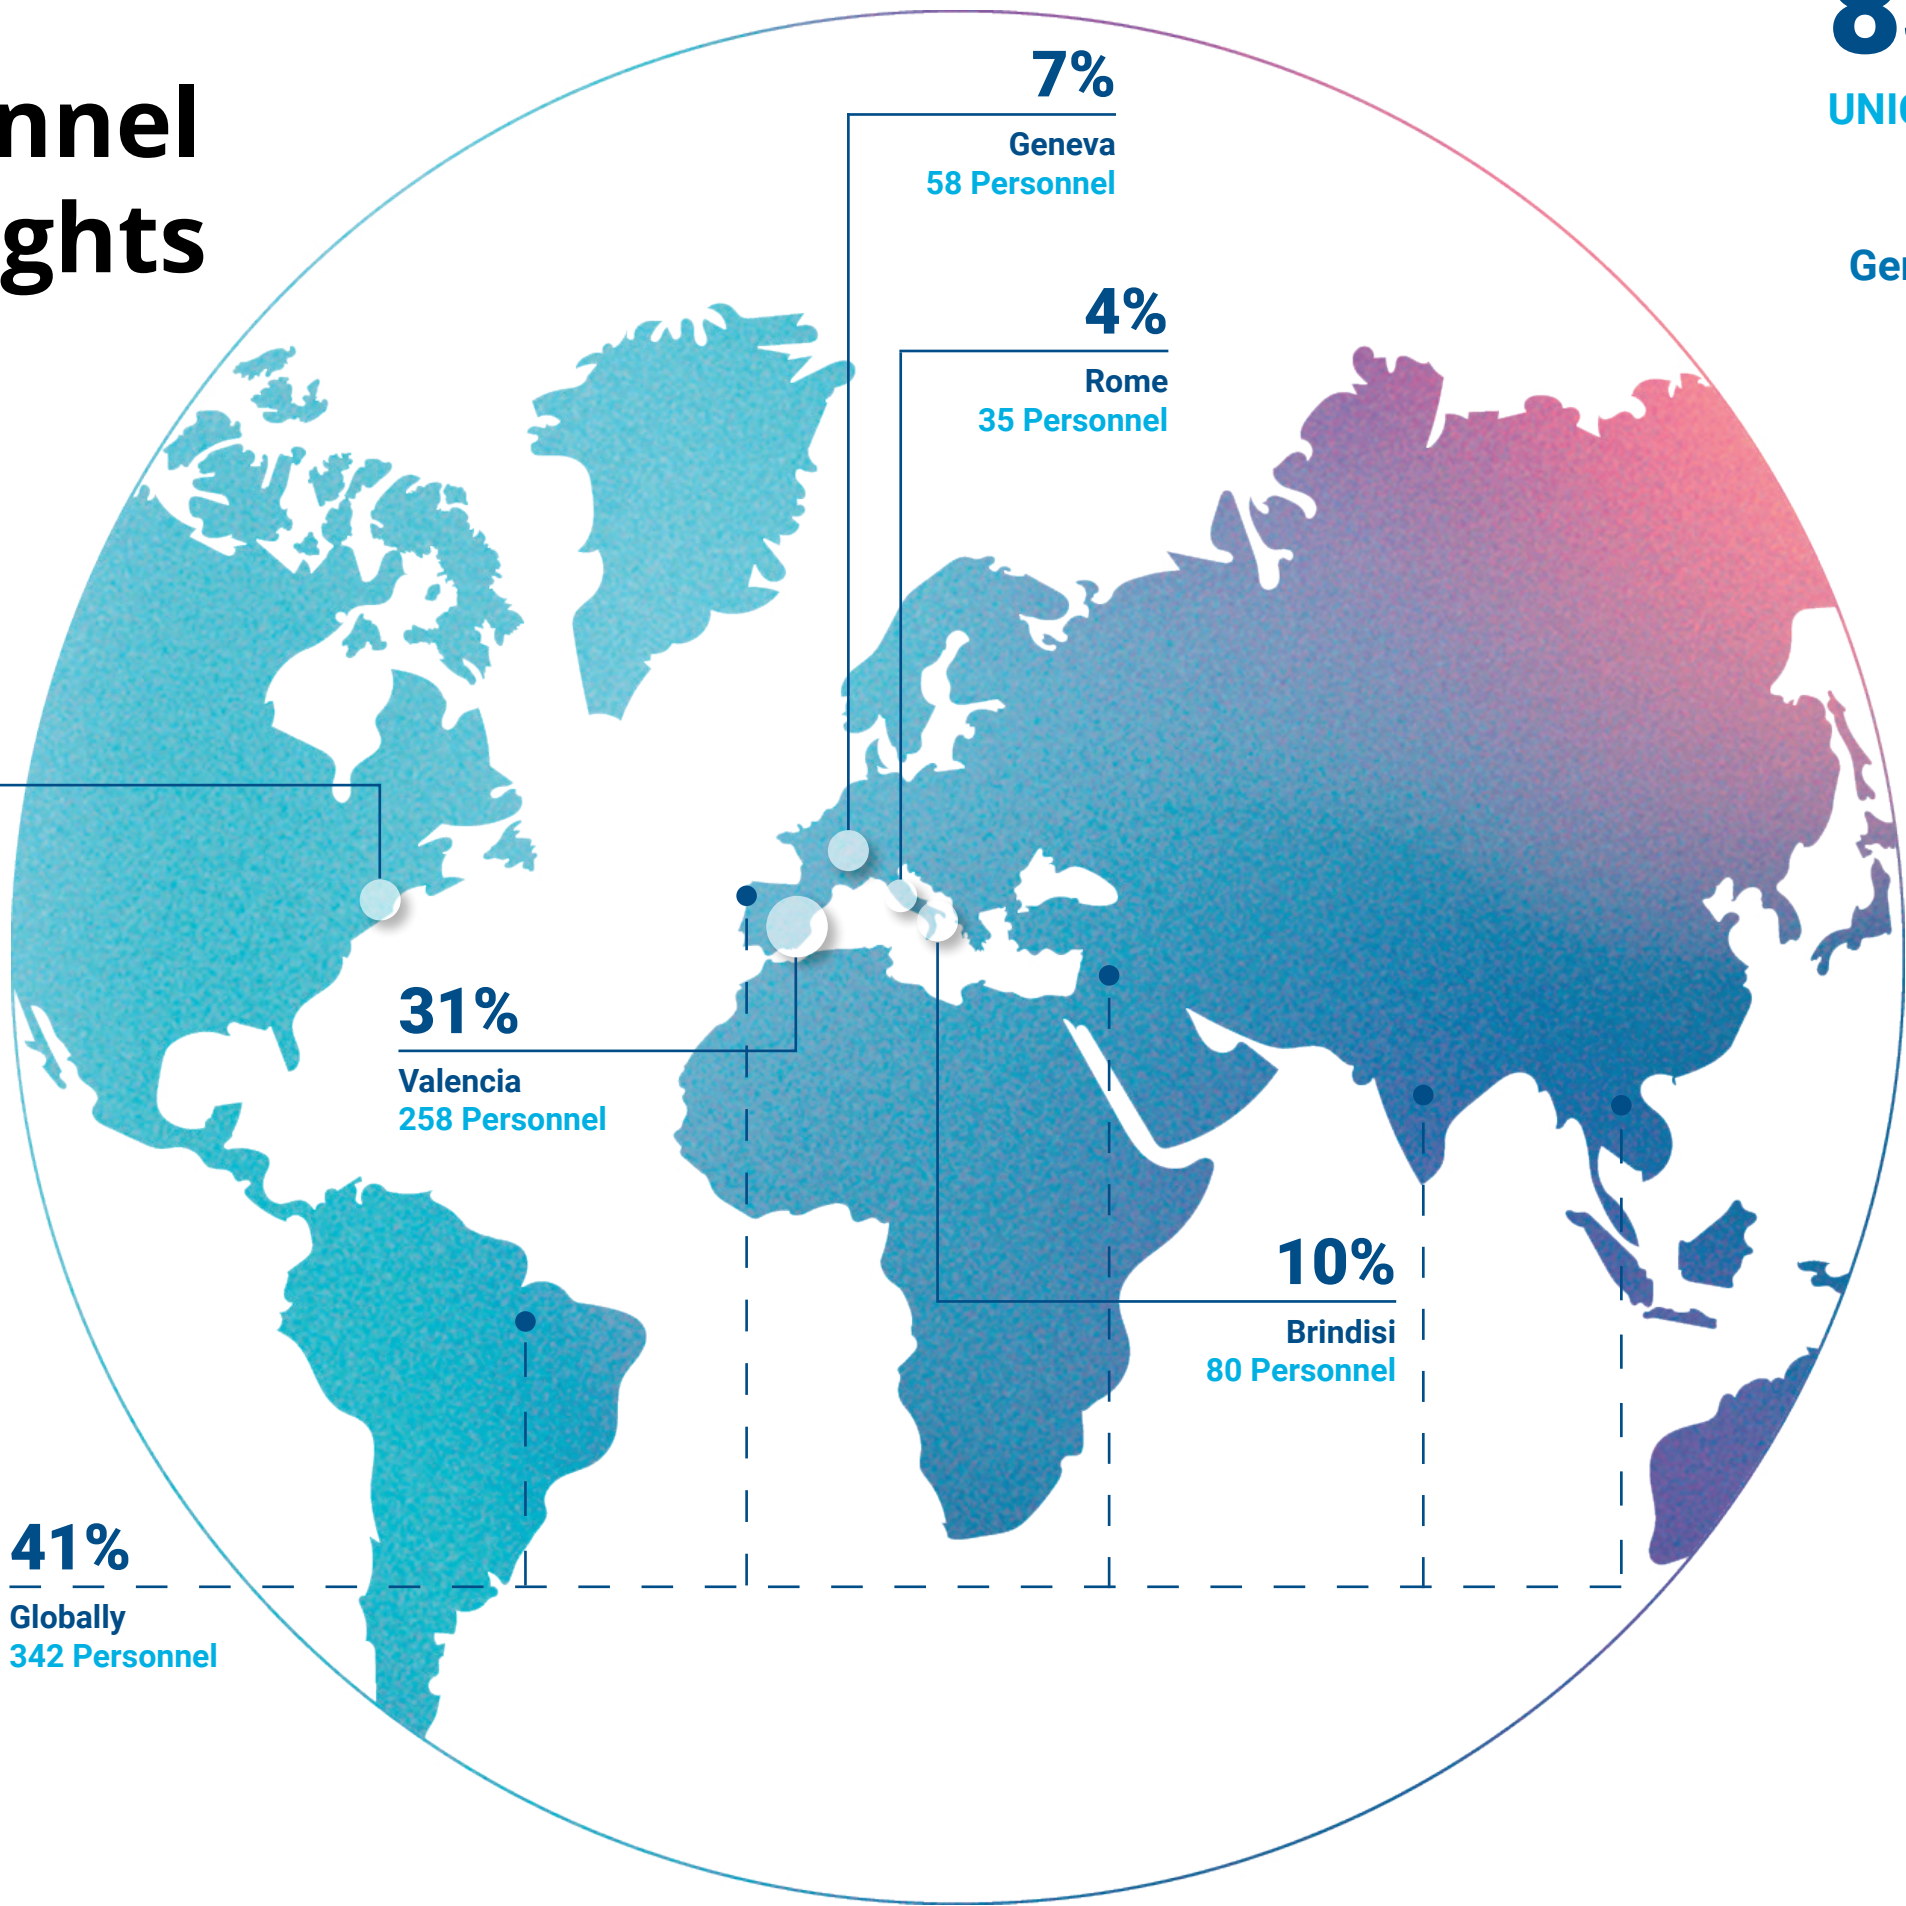 nnel
ghts
7%
Geneva
58 Personnel
4%
Rome
35 Personnel
31%
Valencia
258 Personnel
10%
Brindisi
80 Personnel
41%
Globally
342 Personnel